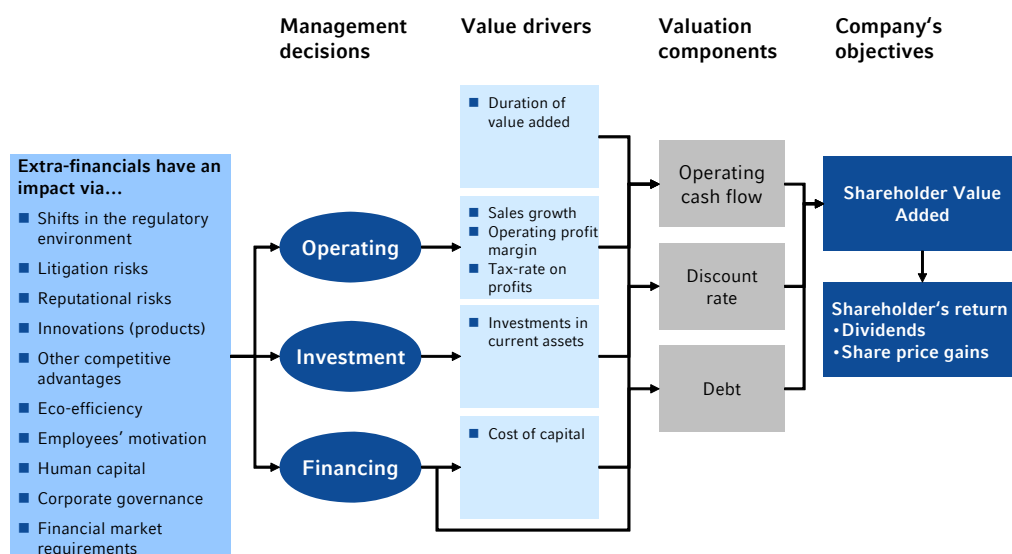 Management
decisions
Value drivers
Valuation
components
Company‘s
objectives
Extra-financials have an
impact via…
Shifts in the regulatory
environment
Litigation risks
Reputational risks
Innovations (products)
Other competitive
advantages
Eco-efficiency
Employees’ motivation
Human capital
Corporate governance
Financial market
requirements
Operating
Investment
Financing
Duration of
value added
Sales growth
Operating profit
margin
Tax-rate on
profits
Investments in
current assets
Cost of capital
Operating
cash flow
Discount
rate
Debt
Shareholder Value
Added
Shareholder‘s return
•Dividends
•Share price gains